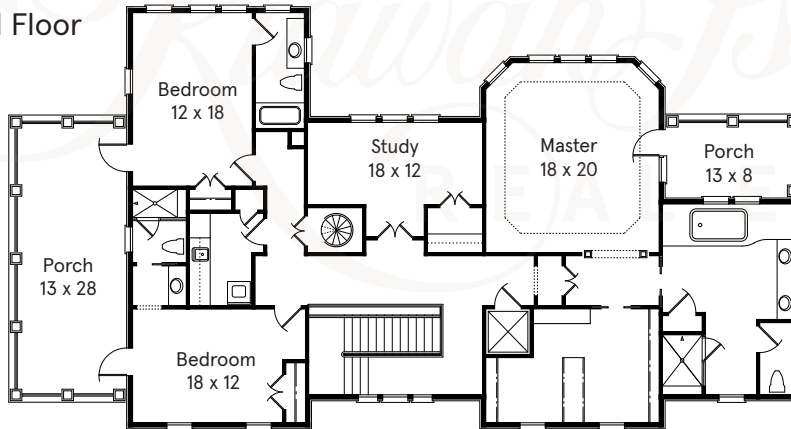 Floor
Bedroom
12 x 18
Study
18 x 12
Master
18 x 20
Porch
13 x 8
Porch
13 x 28
Bedroom
18 x 12